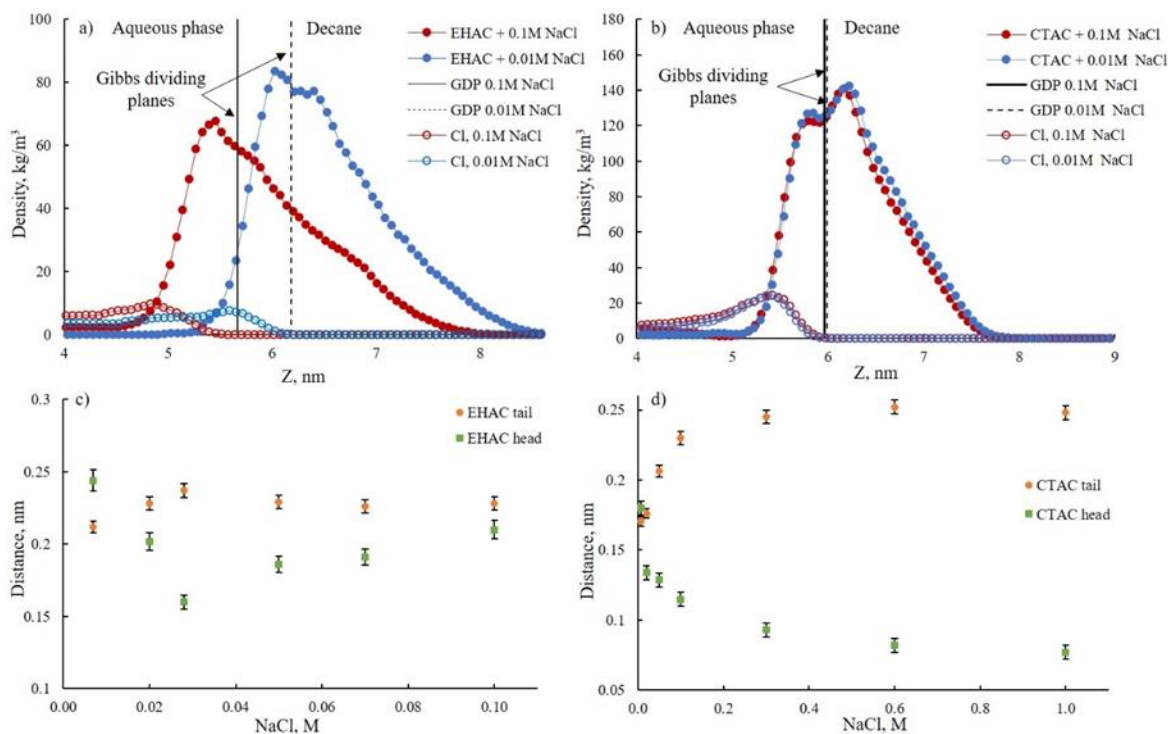 a)
Aqueous phase
Decane
Gibbs dividing
planes
EHAC + 0.1M NaCl
EHAC + 0.01M NaCl
GDP 0.1M NaCl
GDP 0.01M NaCl
Cl, 0.1M NaCl
Cl, 0.01M NaCl
Density, kg/m³
100
80
60
40
20
0
4 5 6 7 8
Z, nm
b)
Aqueous phase
Decane
Gibbs dividing
planes
CTAC + 0.1M NaCl
CTAC + 0.01M NaCl
GDP 0.1M NaCl
GDP 0.01M NaCl
Cl, 0.1M NaCl
Cl, 0.01M NaCl
Density, kg/m³
180
160
140
120
100
80
60
40
20
0
4 5 6 7 8 9
Z, nm
c)
EHAC tail
EHAC head
Distance, nm
0.3
0.25
0.2
0.15
0.1
0.00 0.02 0.04 0.06 0.08 0.10
NaCl, M
d)
CTAC tail
CTAC head
Distance, nm
0.25
0.2
0.15
0.1
0.05
0.0 0.2 0.4 0.6 0.8 1.0
NaCl, M